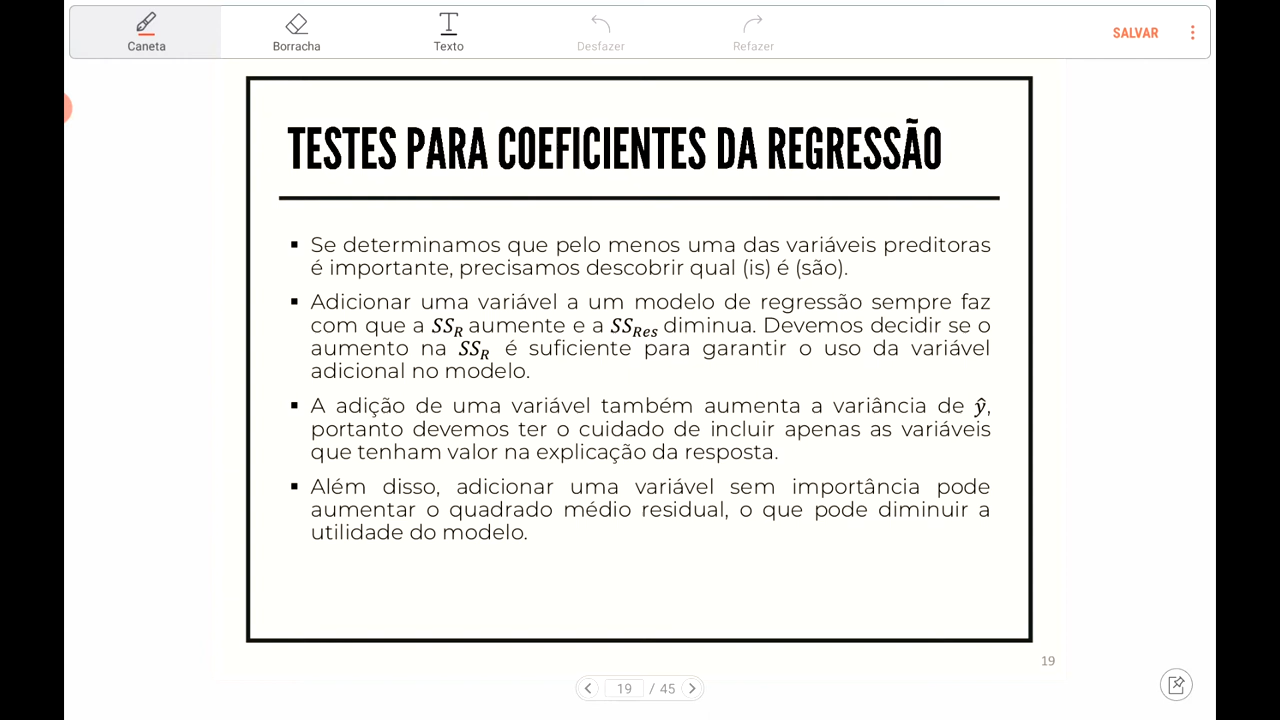 Caneta
Borracha
Texto
Desfazer
Refazer
SALVAR
TESTES PARA COEFICIENTES DA REGRESSÃO
▪ Se determinamos que pelo menos uma das variáveis preditoras
é importante, precisamos descobrir qual (is) é (são).
▪ Adicionar uma variável a um modelo de regressão sempre faz
com que a SS_R aumente e a SS_Res diminua. Devemos decidir se o
aumento na SS_R é suficiente para garantir o uso da variável
adicional no modelo.
▪ A adição de uma variável também aumenta a variância de ŷ,
portanto devemos ter o cuidado de incluir apenas as variáveis
que tenham valor na explicação da resposta.
▪ Além disso, adicionar uma variável sem importância pode
aumentar o quadrado médio residual, o que pode diminuir a
utilidade do modelo.
19
19 / 45